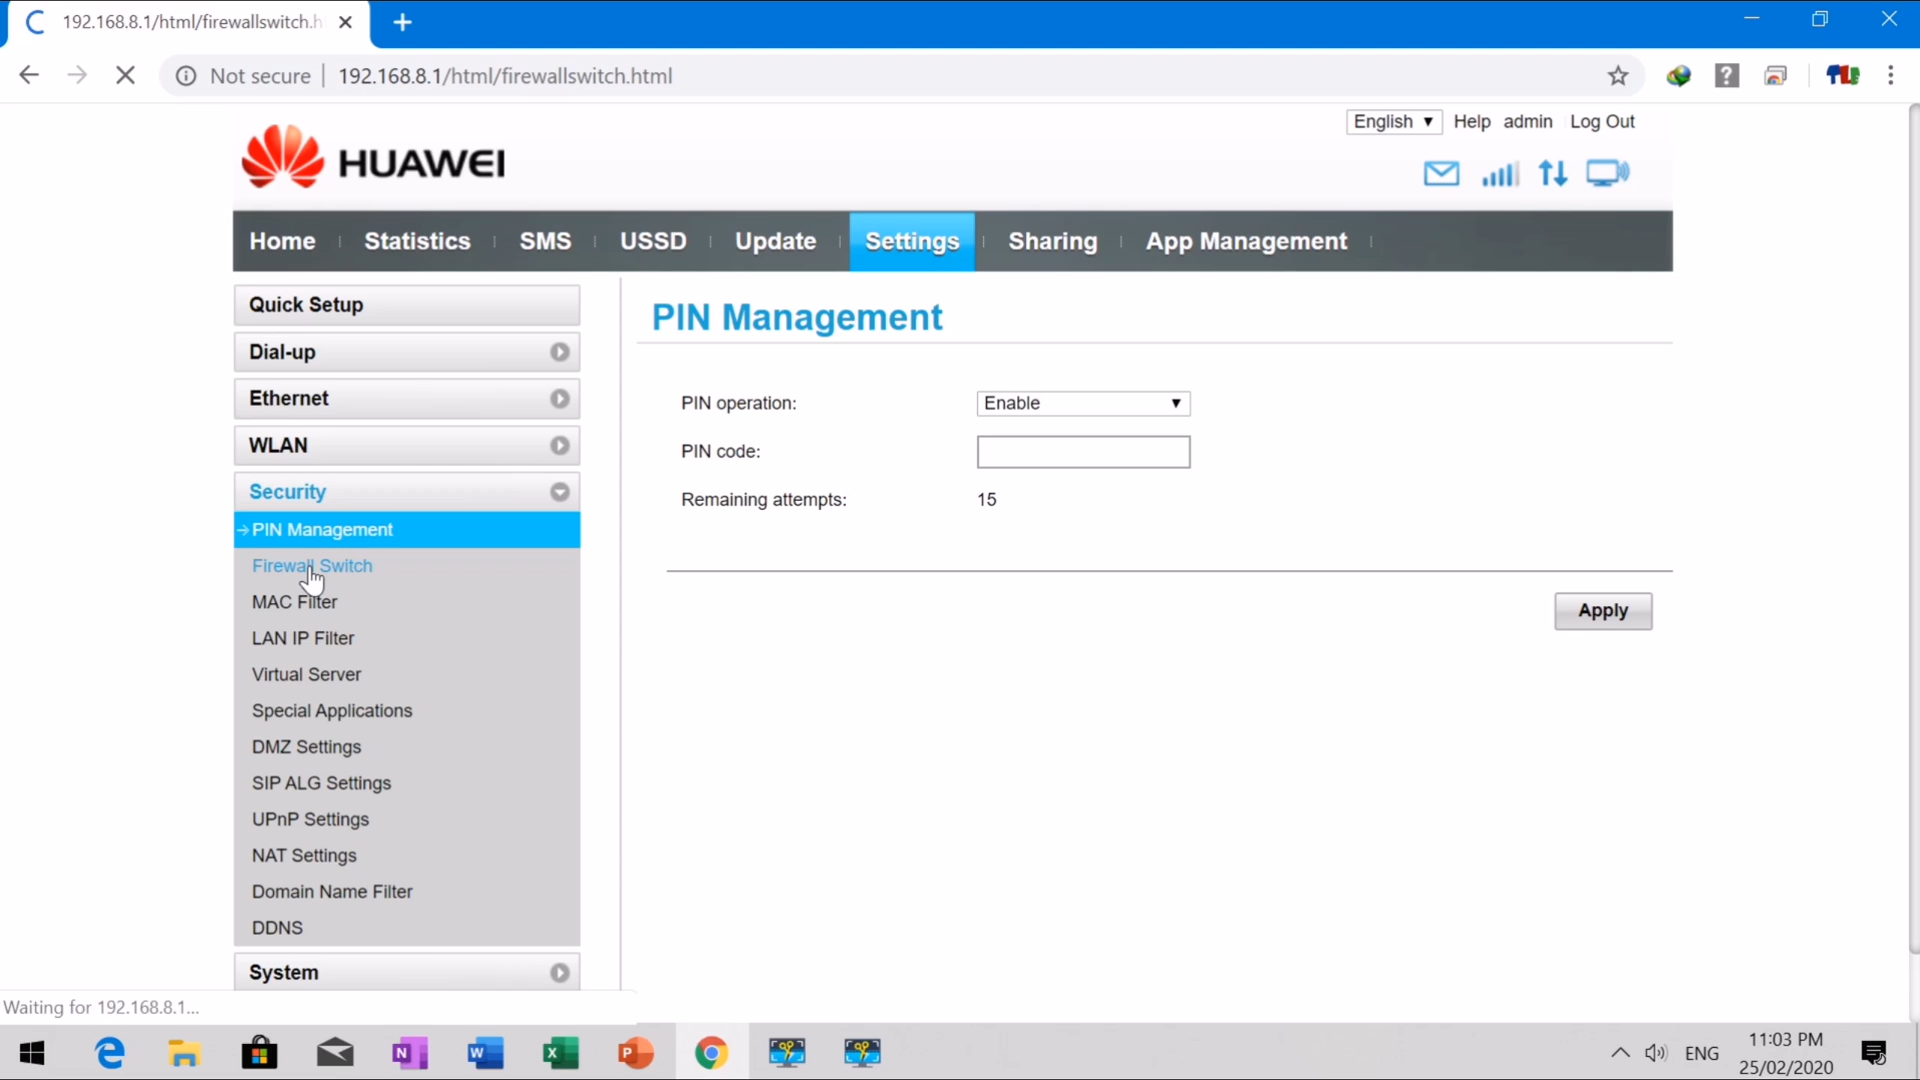 192.168.8.1/html/firewallswitch.h
Not secure | 192.168.8.1/html/firewallswitch.html
English ▼ Help admin Log Out
HUAWEI
Home Statistics SMS USSD Update Settings Sharing App Management
Quick Setup
Dial-up
Ethernet
WLAN
Security
PIN Management
Firewall Switch
MAC Filter
LAN IP Filter
Virtual Server
Special Applications
DMZ Settings
SIP ALG Settings
UPnP Settings
NAT Settings
Domain Name Filter
DDNS
System
PIN Management
PIN operation: Enable ▼
PIN code:
Remaining attempts: 15
Apply
Waiting for 192.168.8.1...
ENG
11:03 PM
25/02/2020